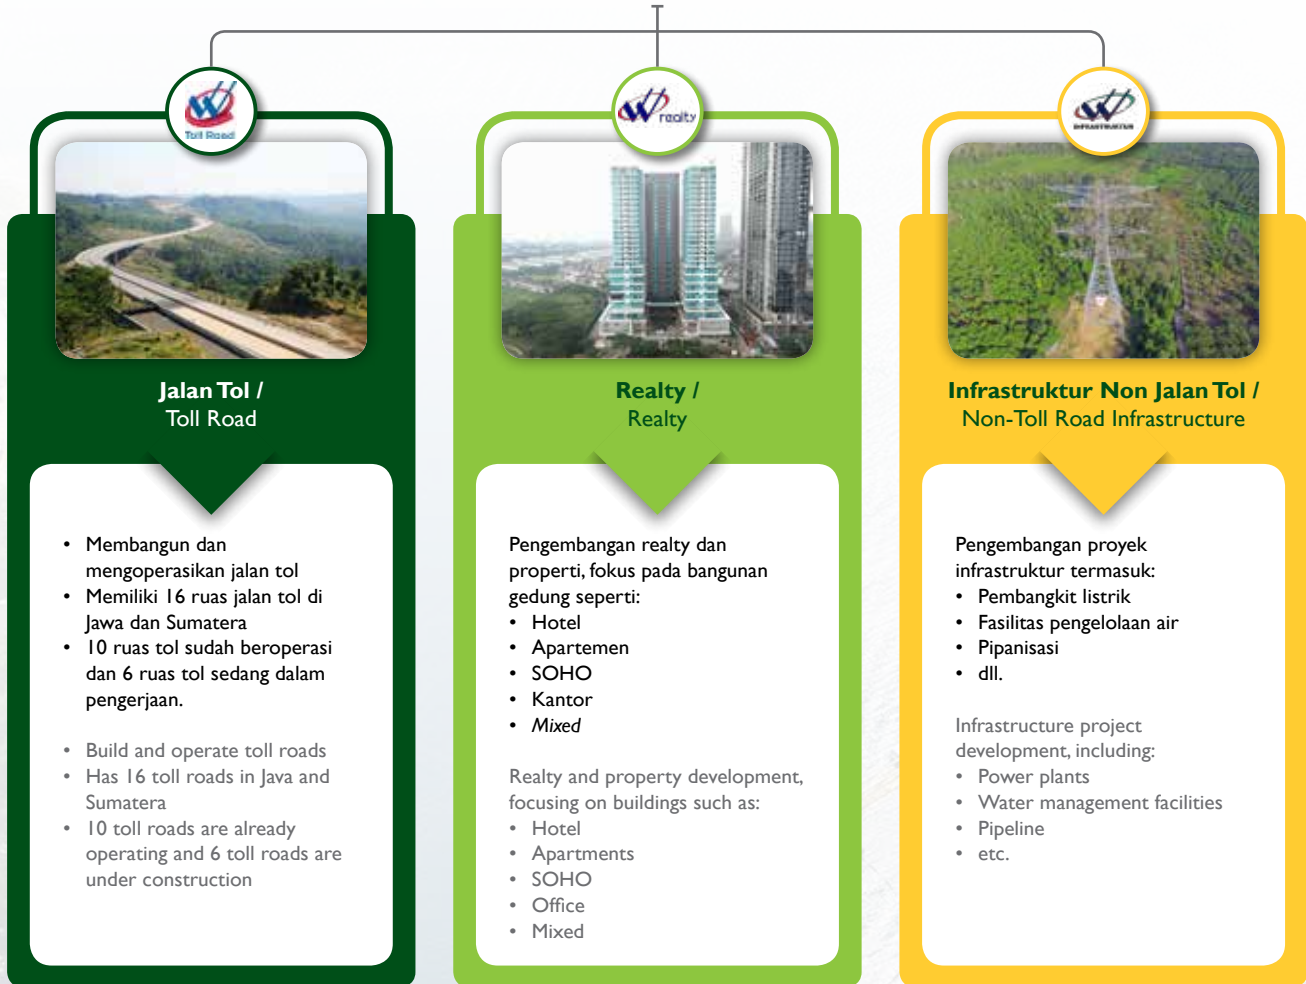 Toll Road
Jalan Tol /
Toll Road
• Membangun dan
mengoperasikan jalan tol
• Memiliki 16 ruas jalan tol di
Jawa dan Sumatera
• 10 ruas tol sudah beroperasi
dan 6 ruas tol sedang dalam
pengerjaan.
• Build and operate toll roads
• Has 16 toll roads in Java and
Sumatera
• 10 toll roads are already
operating and 6 toll roads are
under construction
realty
Realty /
Realty
Pengembangan realty dan
properti, fokus pada bangunan
gedung seperti:
• Hotel
• Apartemen
• SOHO
• Kantor
• Mixed
Realty and property development,
focusing on buildings such as:
• Hotel
• Apartments
• SOHO
• Office
• Mixed
INFRASTRUKTUR
Infrastruktur Non Jalan Tol /
Non-Toll Road Infrastructure
Pengembangan proyek
infrastruktur termasuk:
• Pembangkit listrik
• Fasilitas pengelolaan air
• Pipanisasi
• dll.
Infrastructure project
development, including:
• Power plants
• Water management facilities
• Pipeline
• etc.